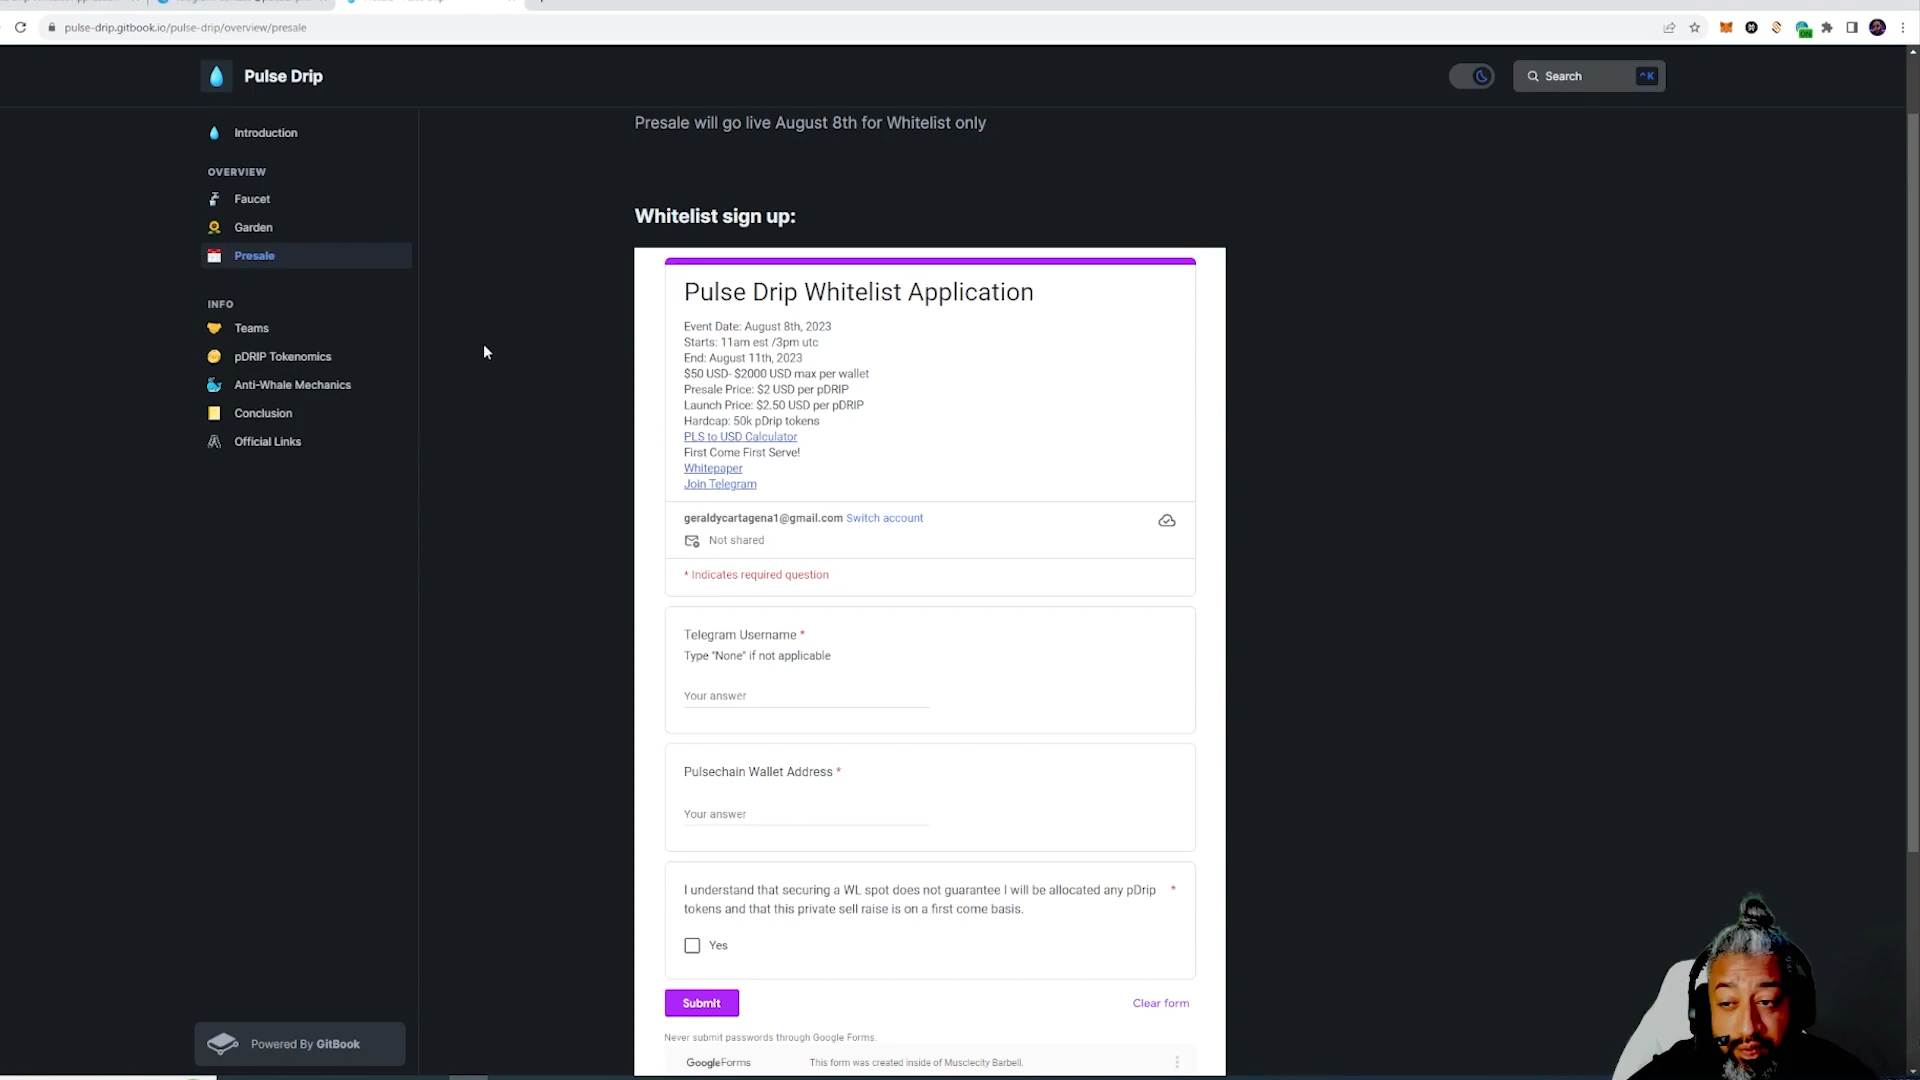 pulse-drip.gitbook.io/pulse-drip/overview/presale
ON
Pulse Drip
Search
^K
Introduction
OVERVIEW
Faucet
Garden
Presale
INFO
Teams
pDRIP Tokenomics
Anti-Whale Mechanics
Conclusion
Official Links
Powered By GitBook
Presale will go live August 8th for Whitelist only
Whitelist sign up:
Pulse Drip Whitelist Application
Event Date: August 8th, 2023
Starts: 11am est /3pm utc
End: August 11th, 2023
$50 USD- $2000 USD max per wallet
Presale Price: $2 USD per pDRIP
Launch Price: $2.50 USD per pDRIP
Hardcap: 50k pDrip tokens
PLS to USD Calculator
First Come First Serve!
Whitepaper
Join Telegram
geraldycartagena1@gmail.com Switch account
Not shared
* Indicates required question
Telegram Username *
Type "None" if not applicable
Your answer
Pulsechain Wallet Address *
Your answer
I understand that securing a WL spot does not guarantee I will be allocated any pDrip *
tokens and that this private sell raise is on a first come basis.
Yes
Submit
Clear form
Never submit passwords through Google Forms.
Google Forms
This form was created inside of Musclecity Barbell.